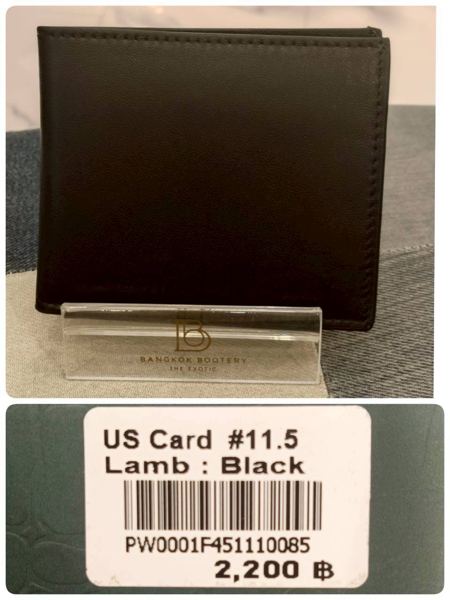 B
BANGKOK BOOTERY
THE EXOTIC
US Card #11.5
Lamb : Black
PW0001F451110085
2,200 ฿